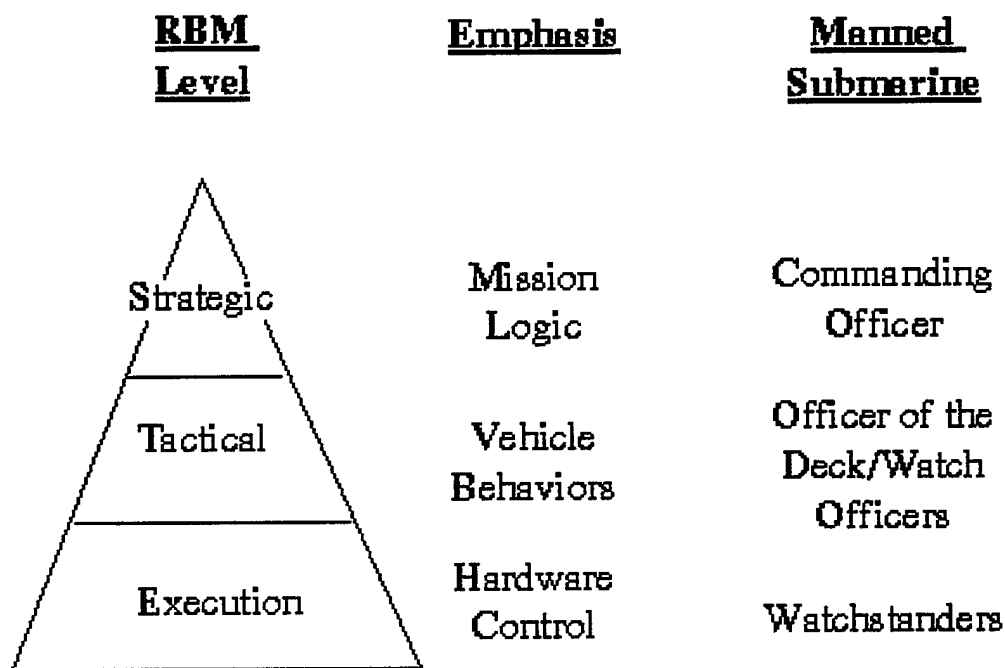 RBM Level
Emphasis
Manned Submarine
Strategic
Mission Logic
Commanding Officer
Tactical
Vehicle Behaviors
Officer of the Deck/Watch Officers
Execution
Hardware Control
Watchstanders